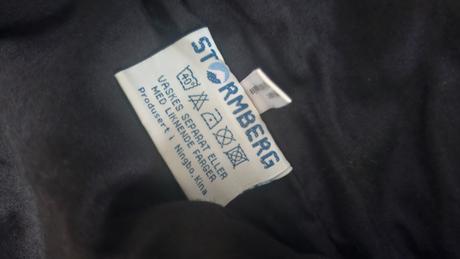 STORMBERG
40°
VASKES SEPARAT ELLER
MED LIKNENDE FARGER
Produsert i Ningbo, Kina